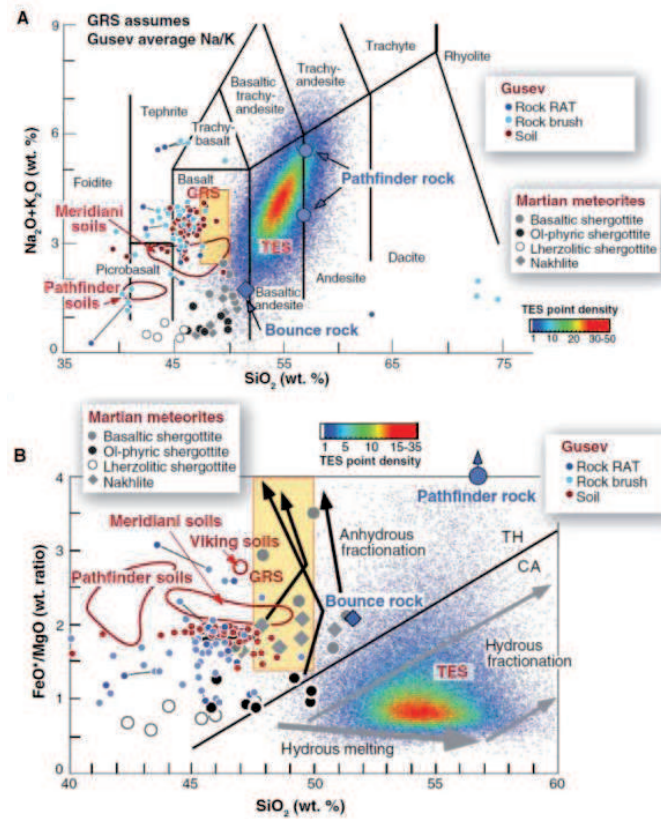 A
GRS assumes
Gusev average Na/K
Na₂O+K₂O (wt. %)
9
6
3
0
35
45
55
65
75
SiO₂ (wt. %)
Foidite
Tephrite
Trachy-
basalt
Basaltic
trachy-
andesite
Trachy-
andesite
Trachyte
Rhyolite
Basalt
GRS
Meridiani
soils
Picrobasalt
Pathfinder
soils
TES
Basaltic
andesite
Andesite
Dacite
Pathfinder
rock
Bounce rock
Gusev
Rock RAT
Rock brush
Soil
Martian meteorites
Basaltic shergottite
Ol-phyric shergottite
Lherzolitic shergottite
Nakhlite
TES point density
1 10 20 30-50
B
Martian meteorites
Basaltic shergottite
Ol-phyric shergottite
Lherzolitic shergottite
Nakhlite
1 5 10 15-35
TES point density
Gusev
Rock RAT
Rock brush
Soil
FeO*/MgO (wt. ratio)
4
3
2
1
0
40
45
50
55
60
SiO₂ (wt. %)
Meridiani soils
Viking soils
Pathfinder soils
GRS
Anhydrous
fractionation
Pathfinder rock
TH
CA
Bounce rock
Hydrous
fractionation
TES
Hydrous melting